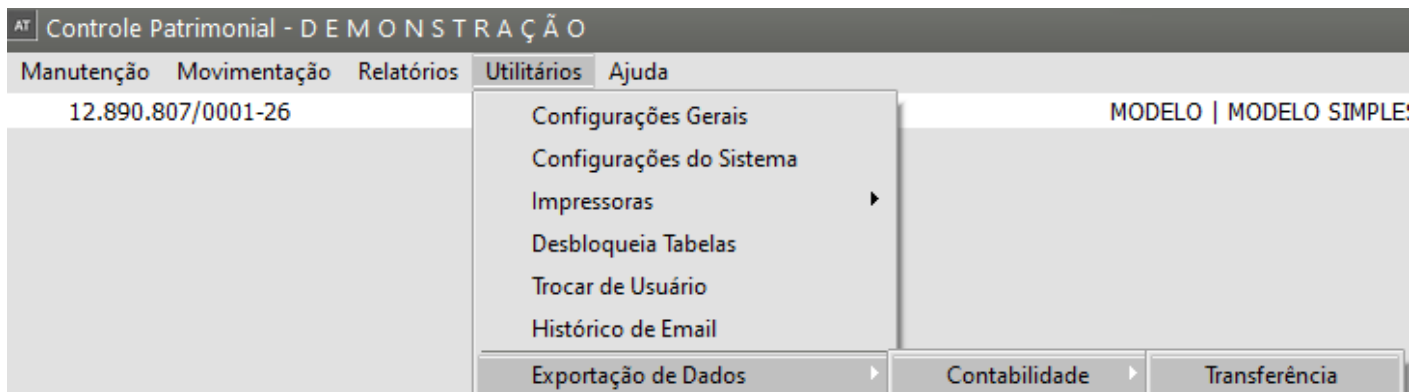 AT Controle Patrimonial - D E M O N S T R A Ç Ã O
Manutenção Movimentação Relatórios Utilitários Ajuda
12.890.807/0001-26 MODELO | MODELO SIMPLES
Configurações Gerais
Configurações do Sistema
Impressoras
Desbloqueia Tabelas
Trocar de Usuário
Histórico de Email
Exportação de Dados Contabilidade Transferência